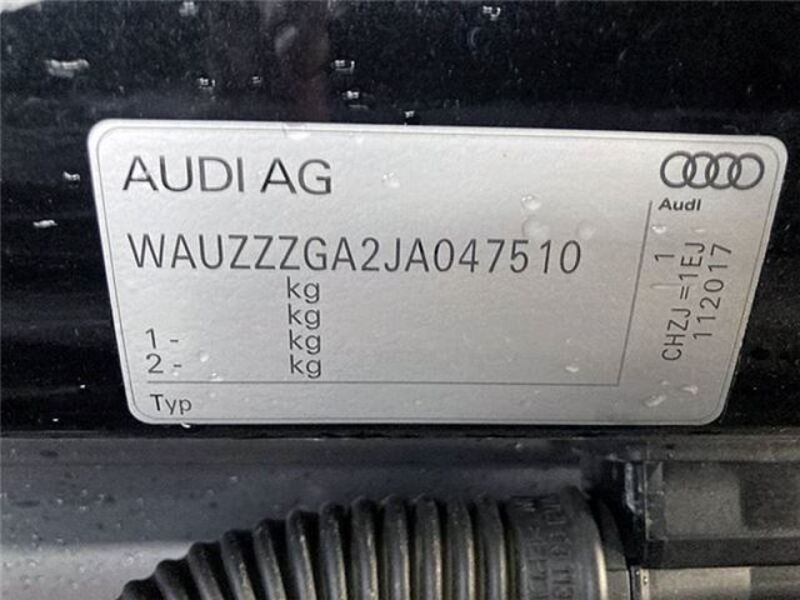 AUDI AG
Audi
WAUZZZGA2JA047510
kg
kg
1 - kg
2 - kg
Typ
1
CHZJ =1EJ
112017